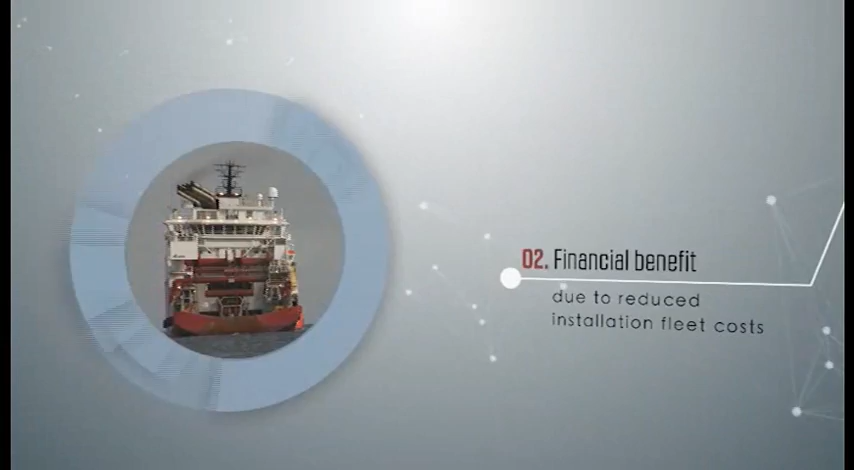 02. Financial benefit
due to reduced
installation fleet costs